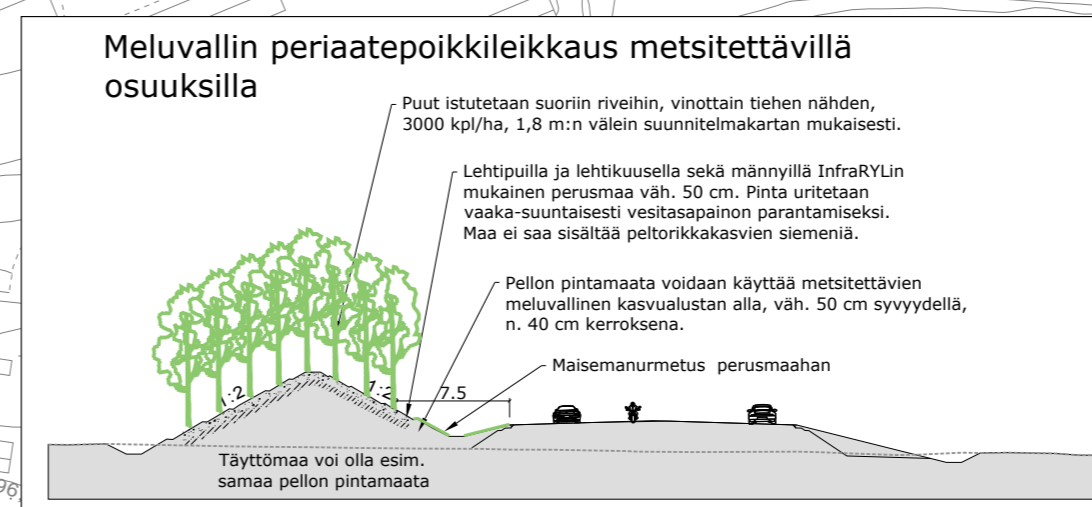 Meluvallin periaatepoikkileikkaus metsitettävillä
osuuksilla
Puut istutetaan suoriin riveihin, vinottain tiehen nähden,
3000 kpl/ha, 1,8 m:n välein suunnitelmakartan mukaisesti.
Lehtipuilla ja lehtikuusella sekä männyillä InfraRYLin
mukainen perusmaa väh. 50 cm. Pinta uritetaan
vaaka-suuntaisesti vesitasapainon parantamiseksi.
Maa ei saa sisältää peltorikkakasvien siemeniä.
Pellon pintamaata voidaan käyttää metsitettävien
meluvallinen kasvualustan alla, väh. 50 cm syvyydellä,
n. 40 cm kerroksena.
Maisemanurmetus perusmaahan
1:2
1:2
7.5
Täyttömaa voi olla esim.
samaa pellon pintamaata